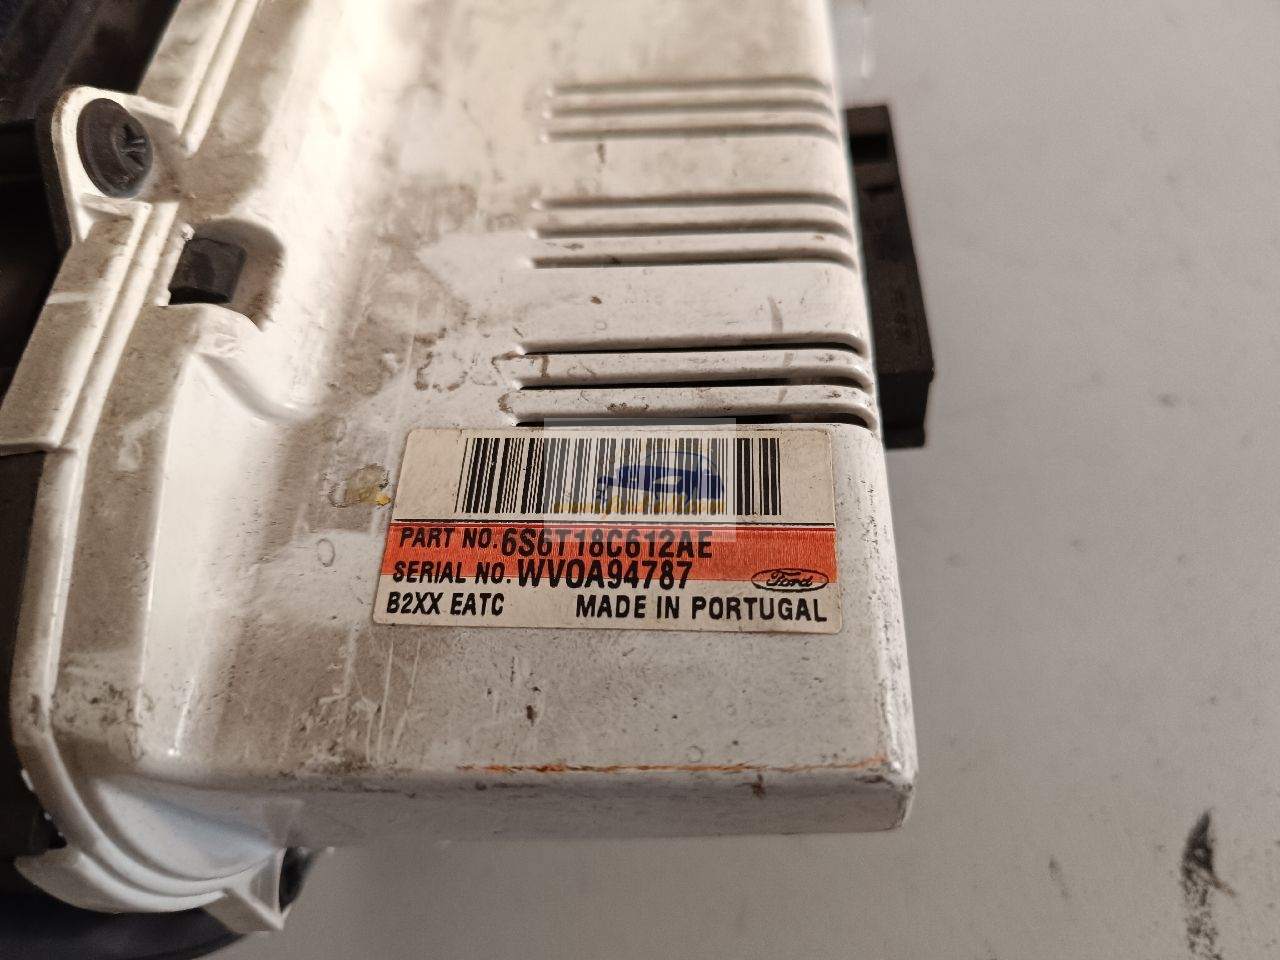 PART NO. 6S6T18C612AE
SERIAL NO. WV0A94787
Ford
B2XX EATC MADE IN PORTUGAL